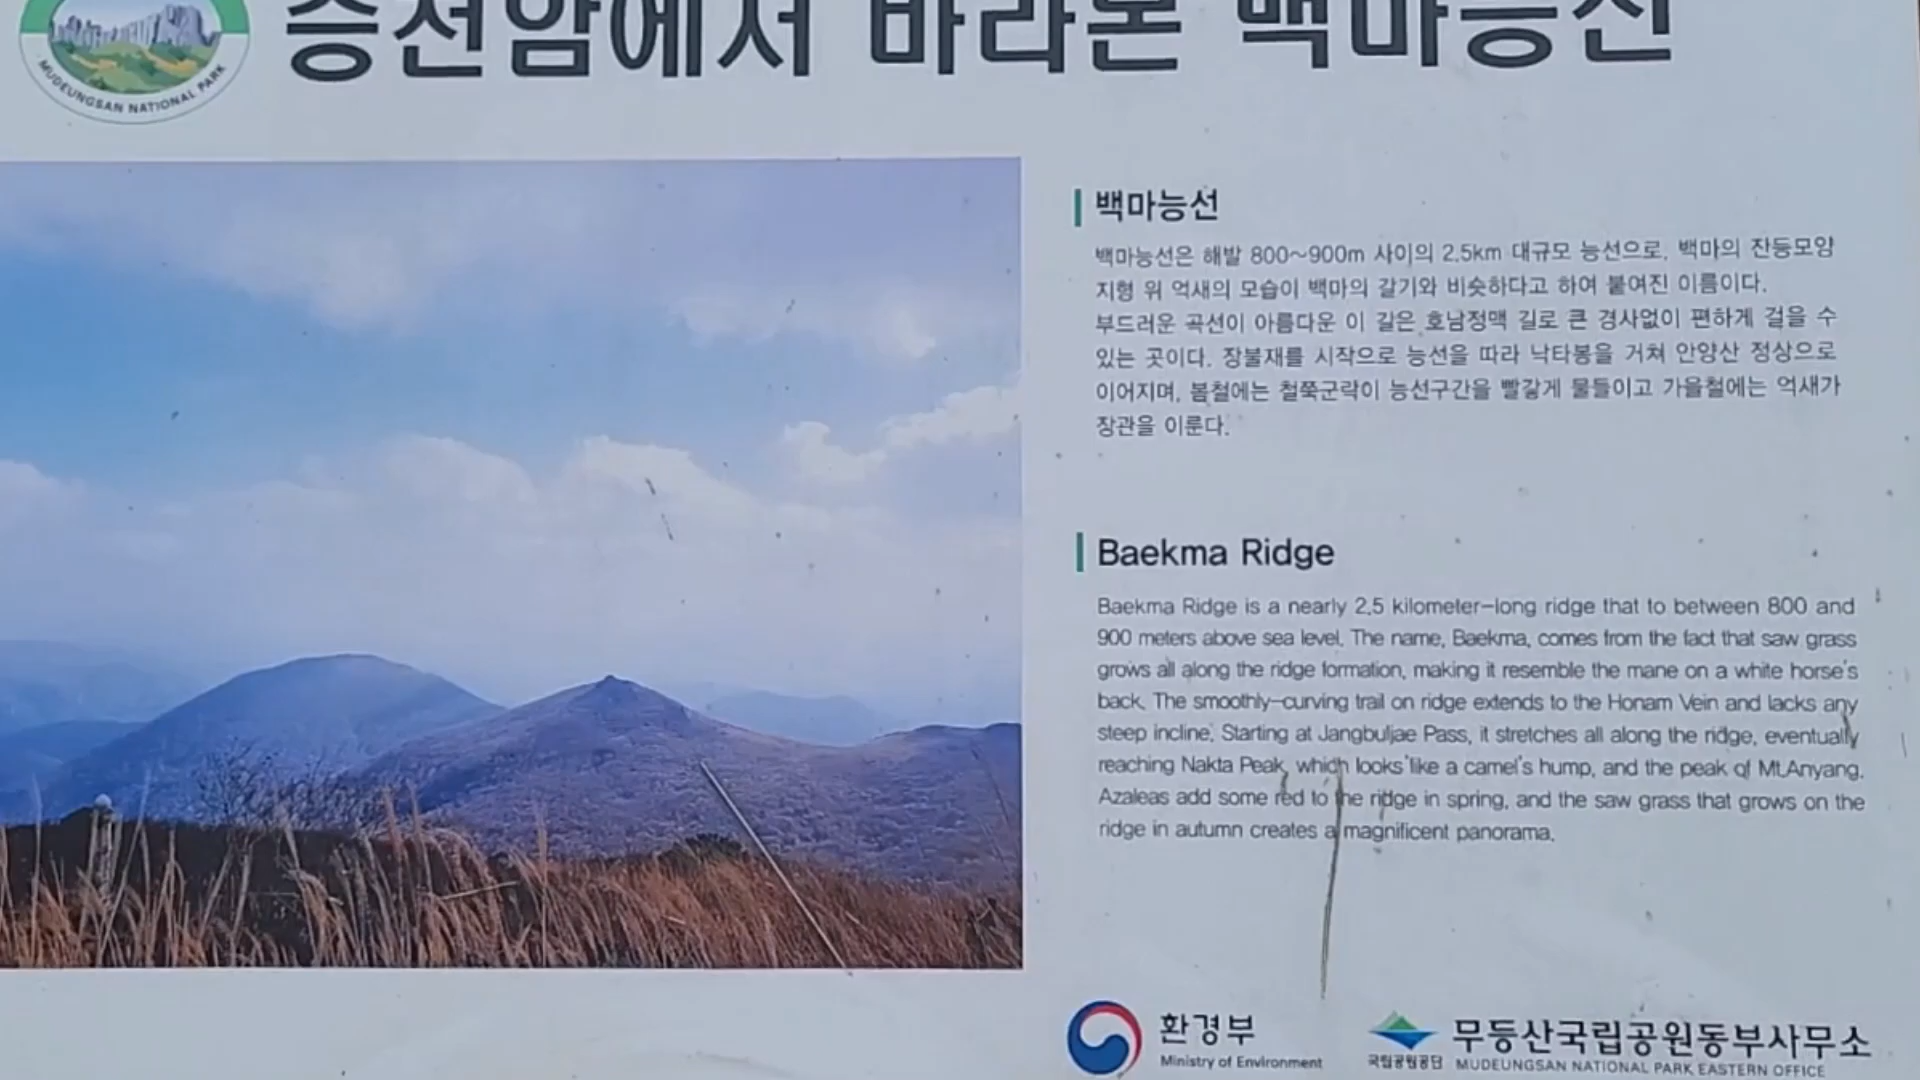 MUDEUNGSAN NATIONAL PARK
승선암에서 바라본 백마능선
백마능선
백마능선은 해발 800~900m 사이의 2.5km 대규모 능선으로, 백마의 잔등모양
지형 위 억새의 모습이 백마의 갈기와 비슷하다고 하여 붙여진 이름이다.
부드러운 곡선이 아름다운 이 길은 호남정맥 길로 큰 경사없이 편하게 걸을 수
있는 곳이다. 장불재를 시작으로 능선을 따라 낙타봉을 거쳐 안양산 정상으로
이어지며, 봄철에는 철쭉군락이 능선구간을 빨갛게 물들이고 가을철에는 억새가
장관을 이룬다.
Baekma Ridge
Baekma Ridge is a nearly 2.5 kilometer-long ridge that to between 800 and
900 meters above sea level. The name, Baekma, comes from the fact that saw grass
grows all along the ridge formation, making it resemble the mane on a white horse's
back. The smoothly-curving trail on ridge extends to the Honam Vein and lacks any
steep incline. Starting at Jangbuljae Pass, it stretches all along the ridge, eventually
reaching Nakta Peak, which looks like a camel's hump, and the peak of Mt.Anyang.
Azaleas add some red to the ridge in spring, and the saw grass that grows on the
ridge in autumn creates a magnificent panorama.
환경부
Ministry of Environment
국립공원공단
무등산국립공원동부사무소
MUDEUNGSAN NATIONAL PARK EASTERN OFFICE